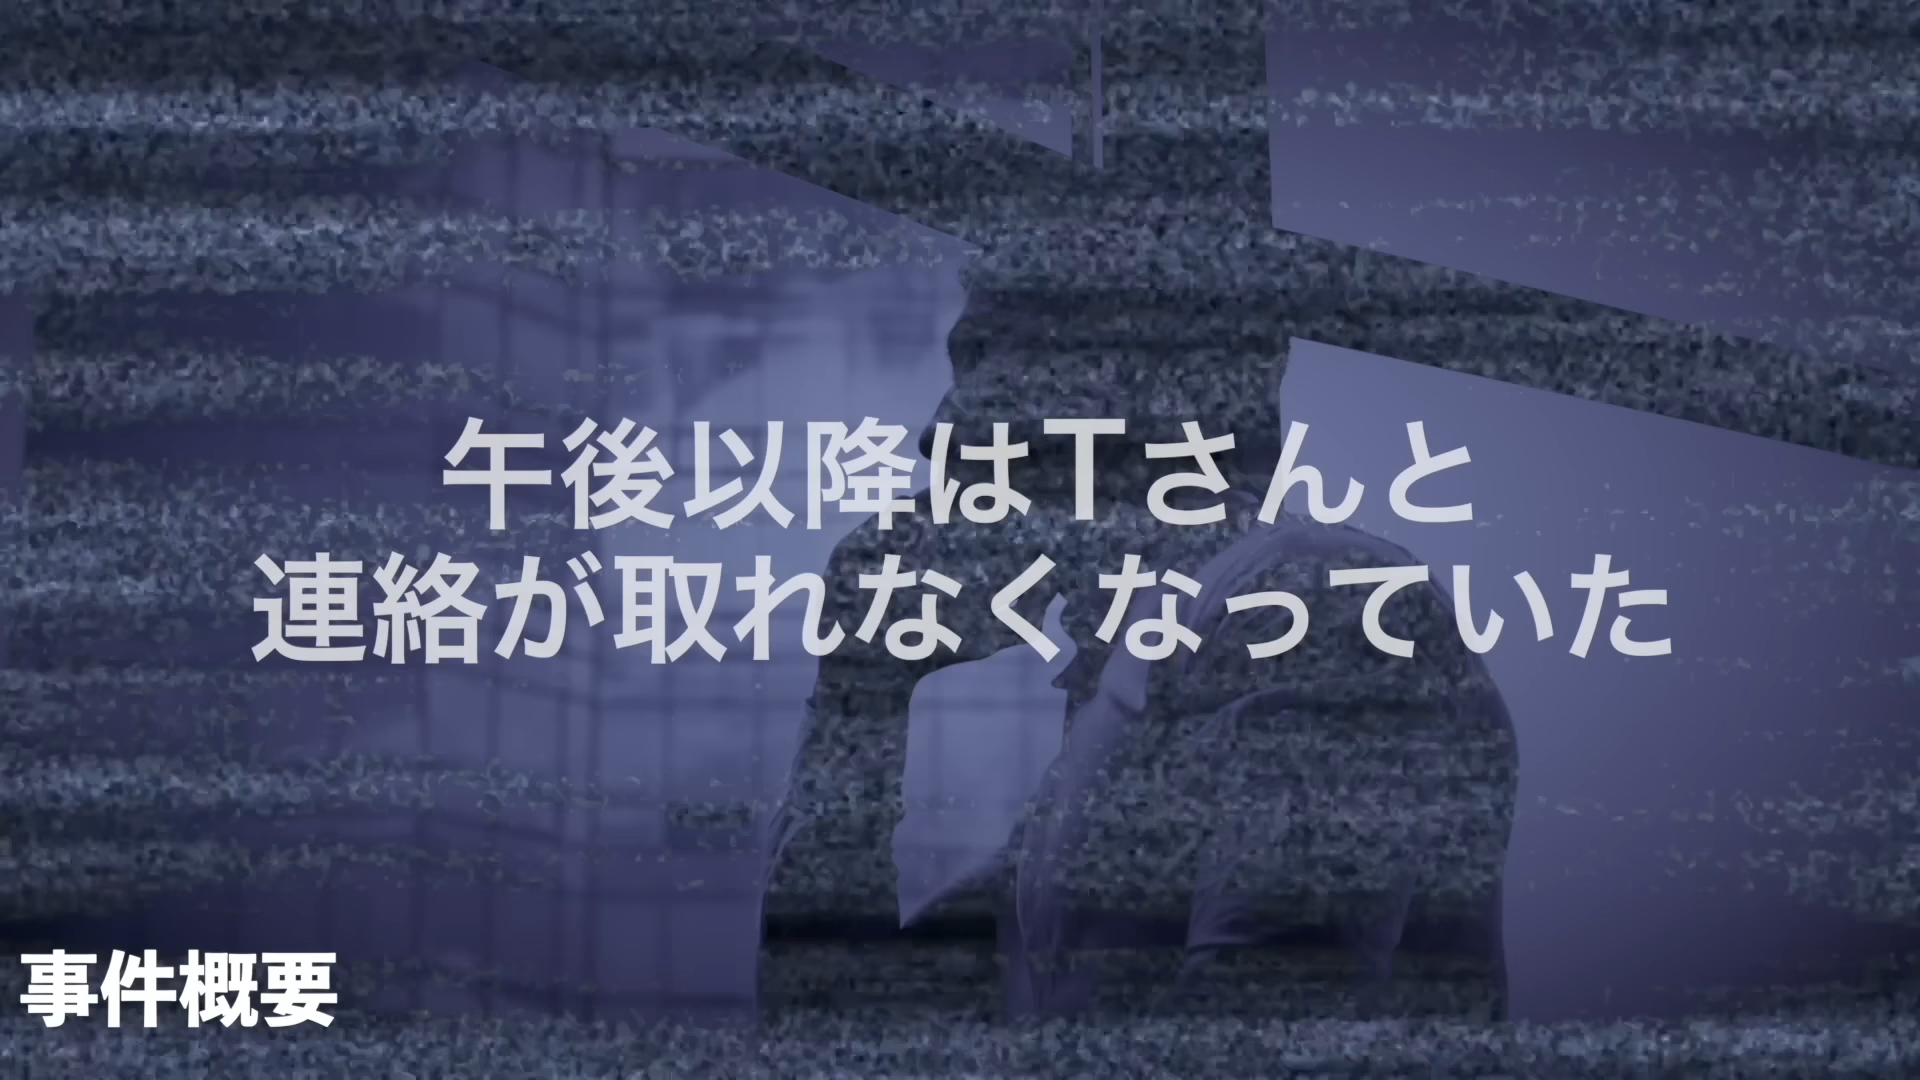 午後以降はTさんと
連絡が取れなくなっていた
事件概要